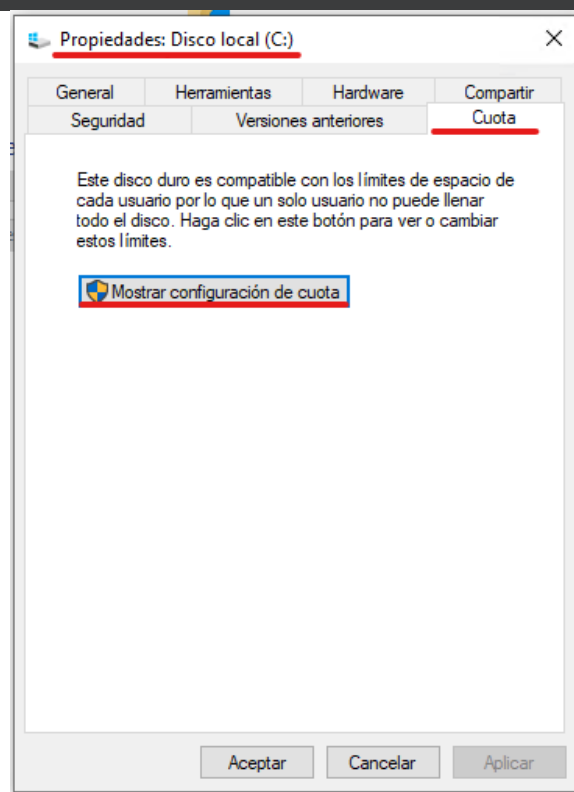 Propiedades: Disco local (C:)
General Herramientas Hardware Compartir
Seguridad Versiones anteriores Cuota
Este disco duro es compatible con los límites de espacio de
cada usuario por lo que un solo usuario no puede llenar
todo el disco. Haga clic en este botón para ver o cambiar
estos límites.
Mostrar configuración de cuota
Aceptar Cancelar Aplicar